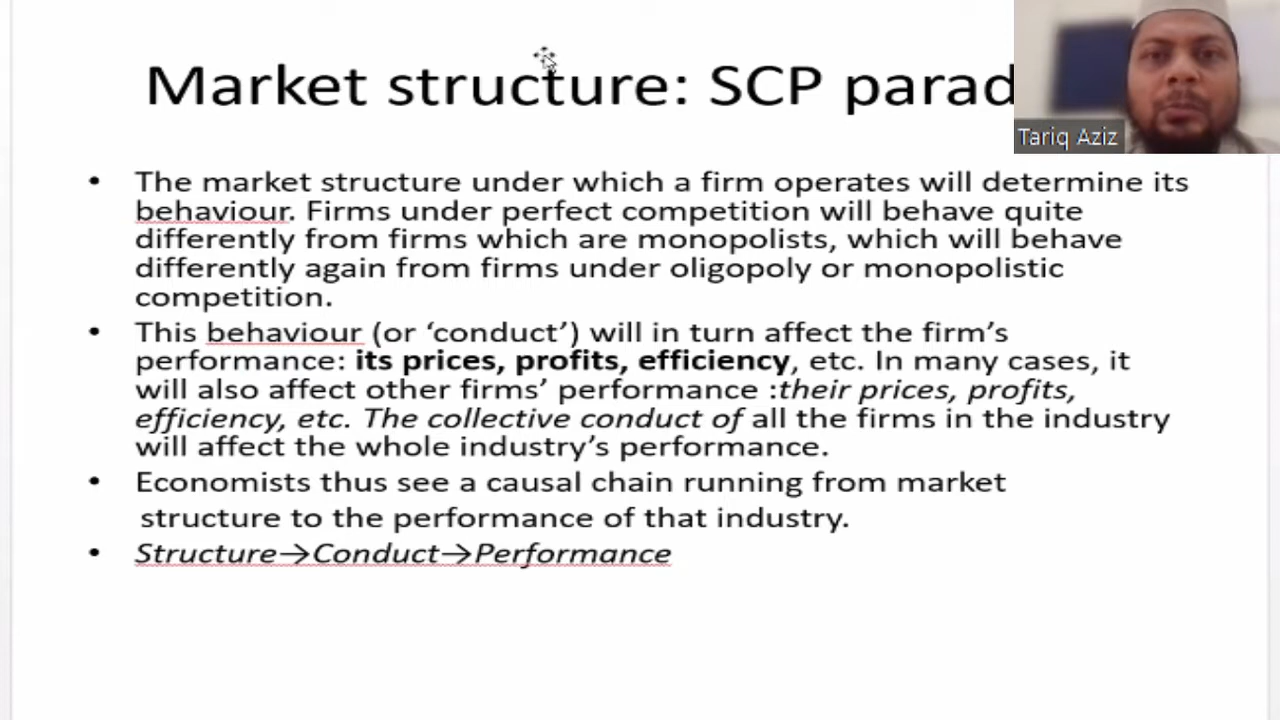 Market structure: SCP parad
Tariq Aziz
• The market structure under which a firm operates will determine its
behaviour. Firms under perfect competition will behave quite
differently from firms which are monopolists, which will behave
differently again from firms under oligopoly or monopolistic
competition.
• This behaviour (or ‘conduct’) will in turn affect the firm’s
performance: its prices, profits, efficiency, etc. In many cases, it
will also affect other firms’ performance :their prices, profits,
efficiency, etc. The collective conduct of all the firms in the industry
will affect the whole industry’s performance.
• Economists thus see a causal chain running from market
structure to the performance of that industry.
• Structure→Conduct→Performance